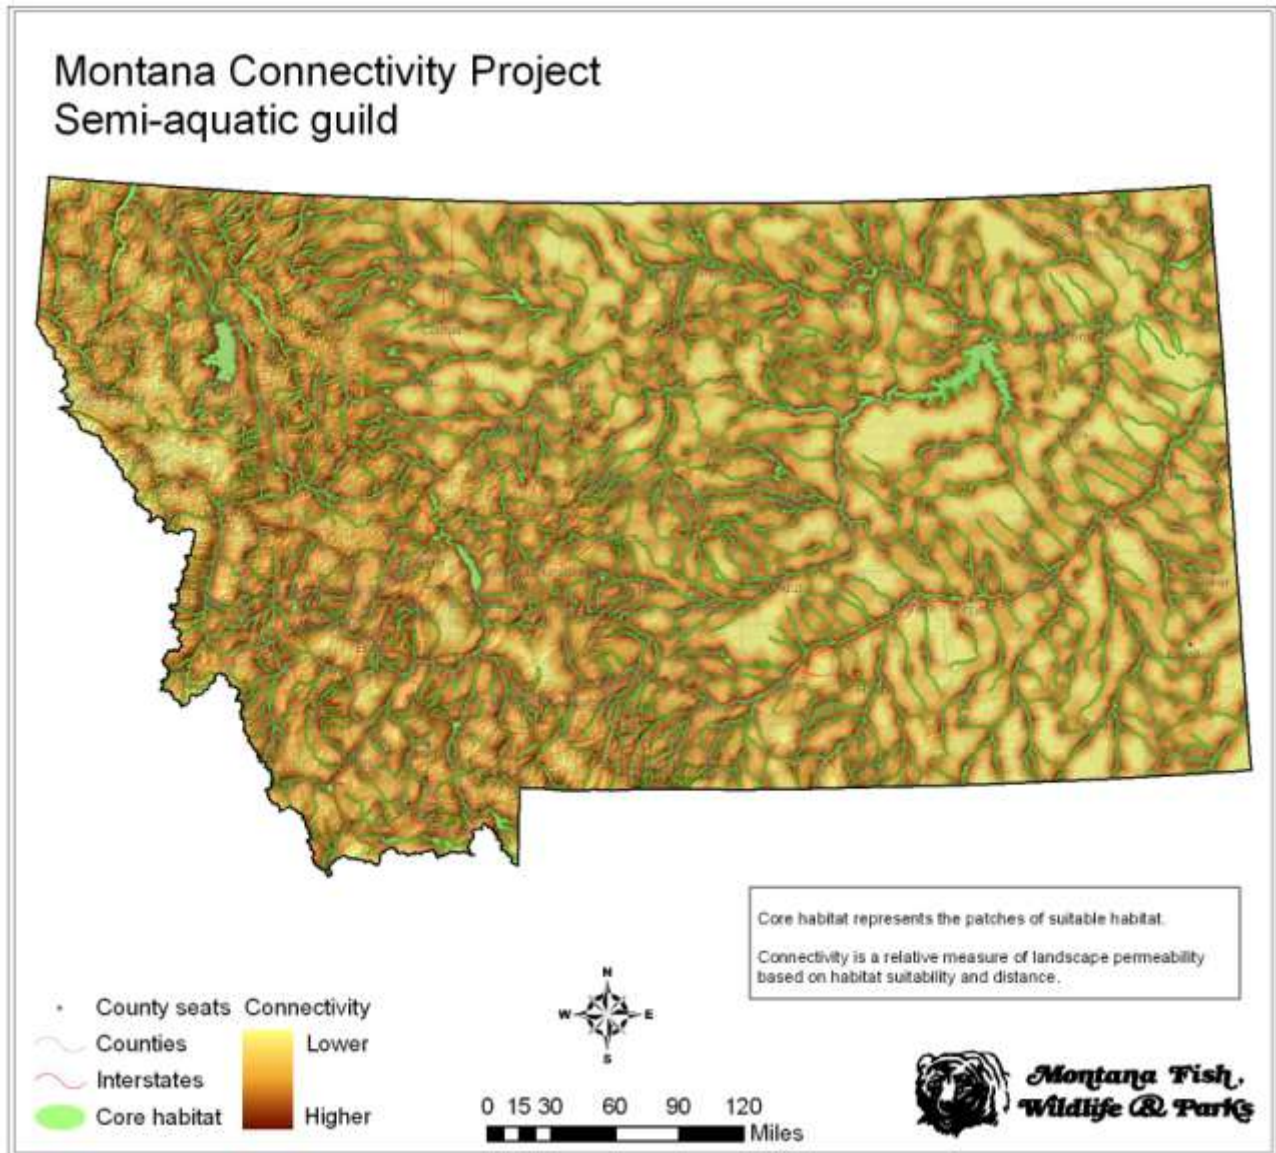 Montana Connectivity Project
Semi-aquatic guild
Core habitat represents the patches of suitable habitat.
Connectivity is a relative measure of landscape permeability
based on habitat suitability and distance.
N
W E
S
County seats
Counties
Interstates
Core habitat
Connectivity
Lower
Higher
0 15 30 60 90 120
Miles
Montana Fish,
Wildlife & Parks